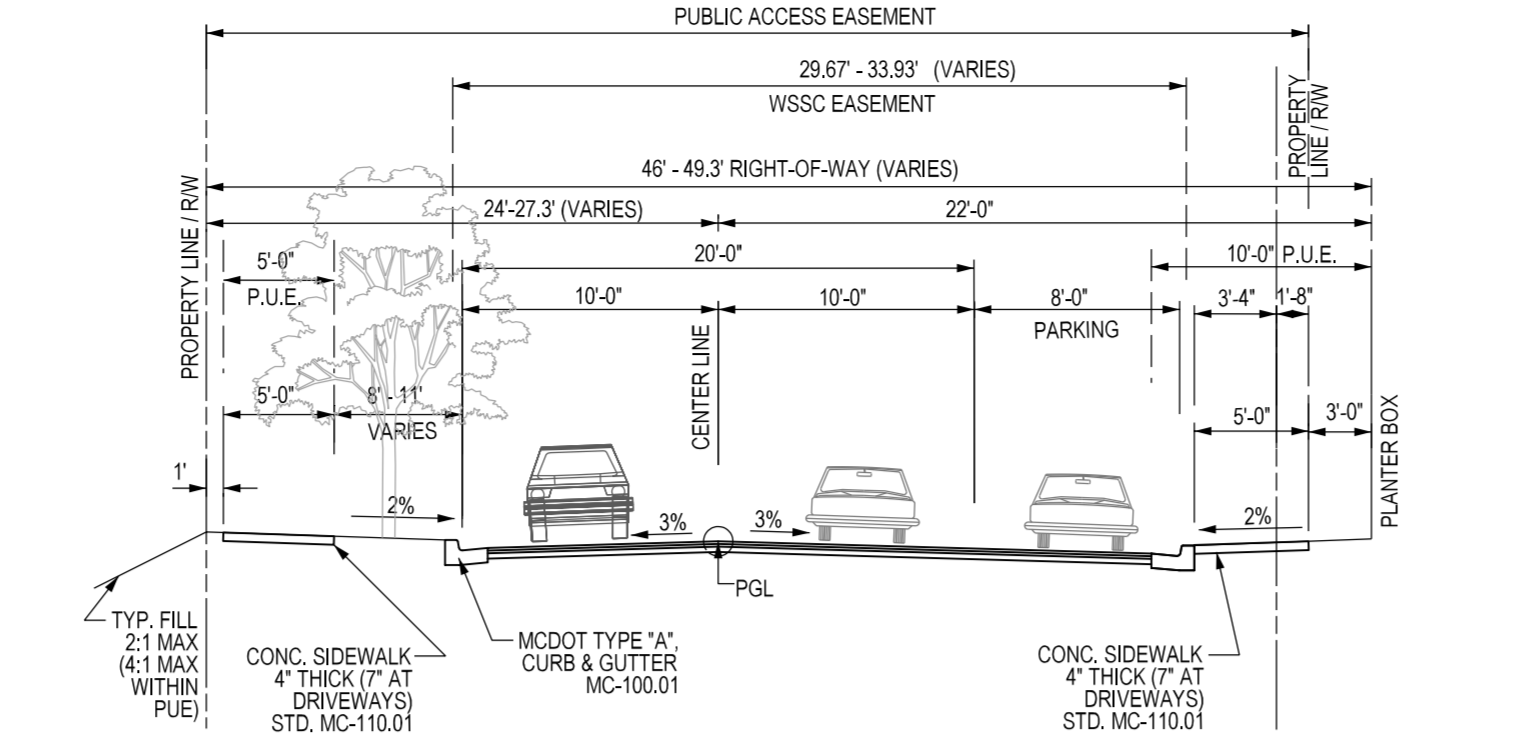 PUBLIC ACCESS EASEMENT
29.67' - 33.93' (VARIES)
WSSC EASEMENT
PROPERTY
LINE / R/W
46' - 49.3' RIGHT-OF-WAY (VARIES)
24'-27.3' (VARIES)
22'-0"
PROPERTY LINE / R/W
5'-0"
P.U.E.
20'-0"
10'-0" P.U.E.
10'-0"
10'-0"
8'-0"
PARKING
3'-4"
1'-8"
CENTER LINE
5'-0"
8' - 11'
VARIES
5'-0"
3'-0"
PLANTER BOX
1'
2%
3%
3%
2%
PGL
TYP. FILL
2:1 MAX
(4:1 MAX
WITHIN
PUE)
CONC. SIDEWALK
4" THICK (7" AT
DRIVEWAYS)
STD. MC-110.01
MCDOT TYPE "A",
CURB & GUTTER
MC-100.01
CONC. SIDEWALK
4" THICK (7" AT
DRIVEWAYS)
STD. MC-110.01